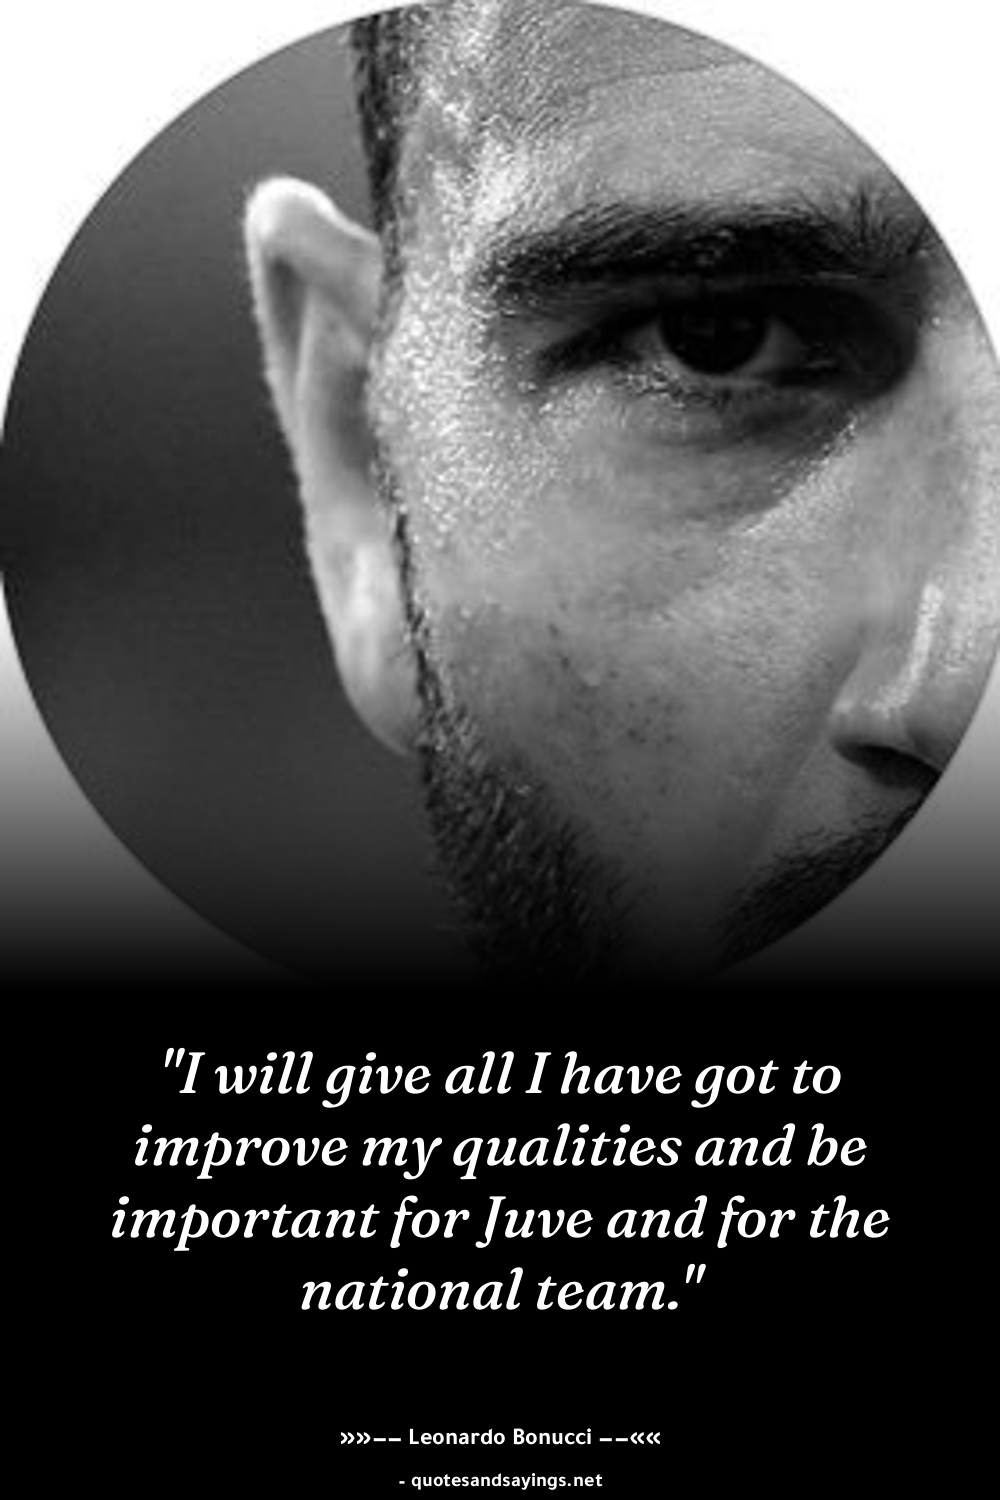 "I will give all I have got to
improve my qualities and be
important for Juve and for the
national team."
»»−− Leonardo Bonucci −−««
- quotesandsayings.net